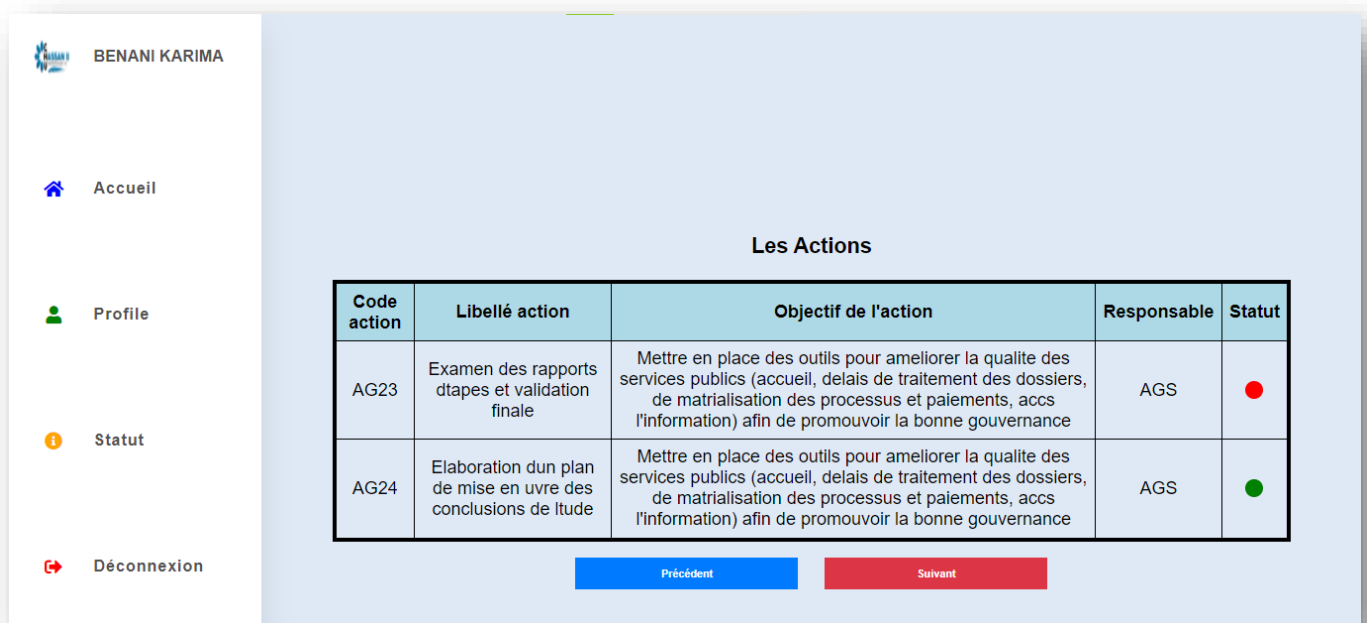 BENANI KARIMA
Accueil
Profile
Statut
Déconnexion
Les Actions
Code action
Libellé action
Objectif de l'action
Responsable
Statut
AG23
Examen des rapports
dtapes et validation
finale
Mettre en place des outils pour ameliorer la qualite des
services publics (accueil, delais de traitement des dossiers,
de matrialisation des processus et paiements, accs
l'information) afin de promouvoir la bonne gouvernance
AGS
AG24
Elaboration dun plan
de mise en uvre des
conclusions de ltude
Mettre en place des outils pour ameliorer la qualite des
services publics (accueil, delais de traitement des dossiers,
de matrialisation des processus et paiements, accs
l'information) afin de promouvoir la bonne gouvernance
AGS
Précédent
Suivant